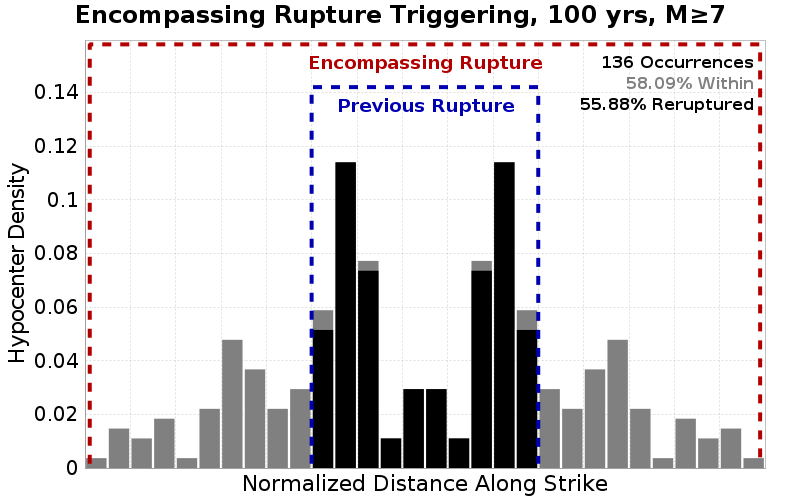 Encompassing Rupture Triggering, 100 yrs, M≥7
Encompassing Rupture
136 Occurrences
58.09% Within
55.88% Reruptured
Previous Rupture
Hypocenter Density
0.14
0.12
0.1
0.08
0.06
0.04
0.02
0
Normalized Distance Along Strike